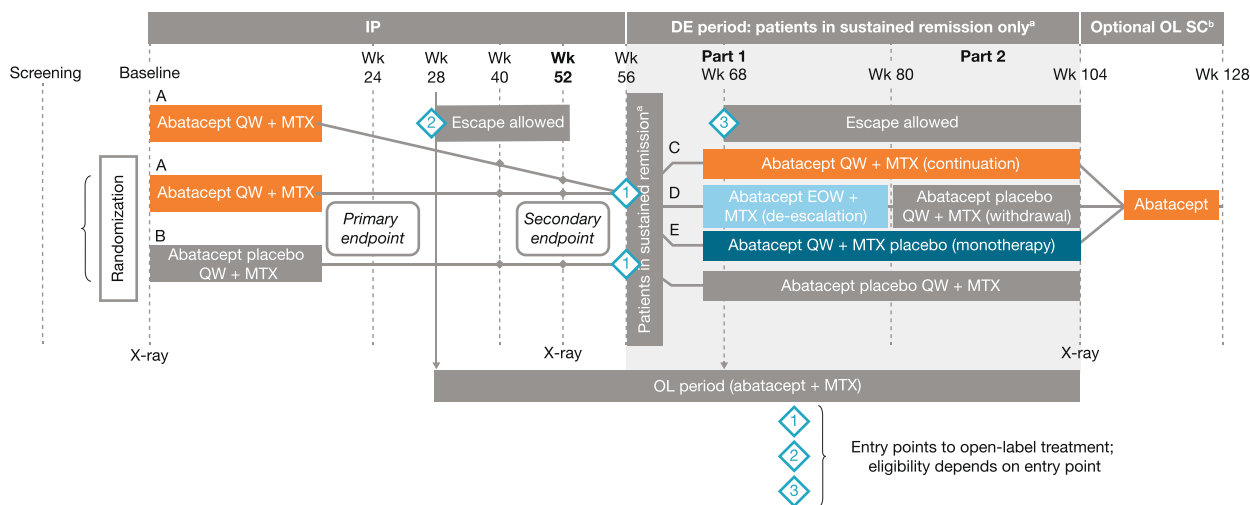 IP
DE period: patients in sustained remission onlyᵃ
Optional OL SCᵇ
Screening
Baseline
Wk
24
Wk
28
Wk
40
Wk
52
Wk
56
Part 1
Wk 68
Wk 80
Part 2
Wk 104
Wk 128
A
Abatacept QW + MTX
2
Escape allowed
3
Escape allowed
Randomization
A
Abatacept QW + MTX
1
Primary
endpoint
Secondary
endpoint
B
Abatacept placebo
QW + MTX
1
Patients in sustained remissionᵃ
C
Abatacept QW + MTX (continuation)
D
Abatacept EOW +
MTX (de-escalation)
Abatacept placebo
QW + MTX (withdrawal)
E
Abatacept QW + MTX placebo (monotherapy)
Abatacept placebo QW + MTX
Abatacept
X-ray
X-ray
X-ray
OL period (abatacept + MTX)
1
2
3
Entry points to open-label treatment;
eligibility depends on entry point